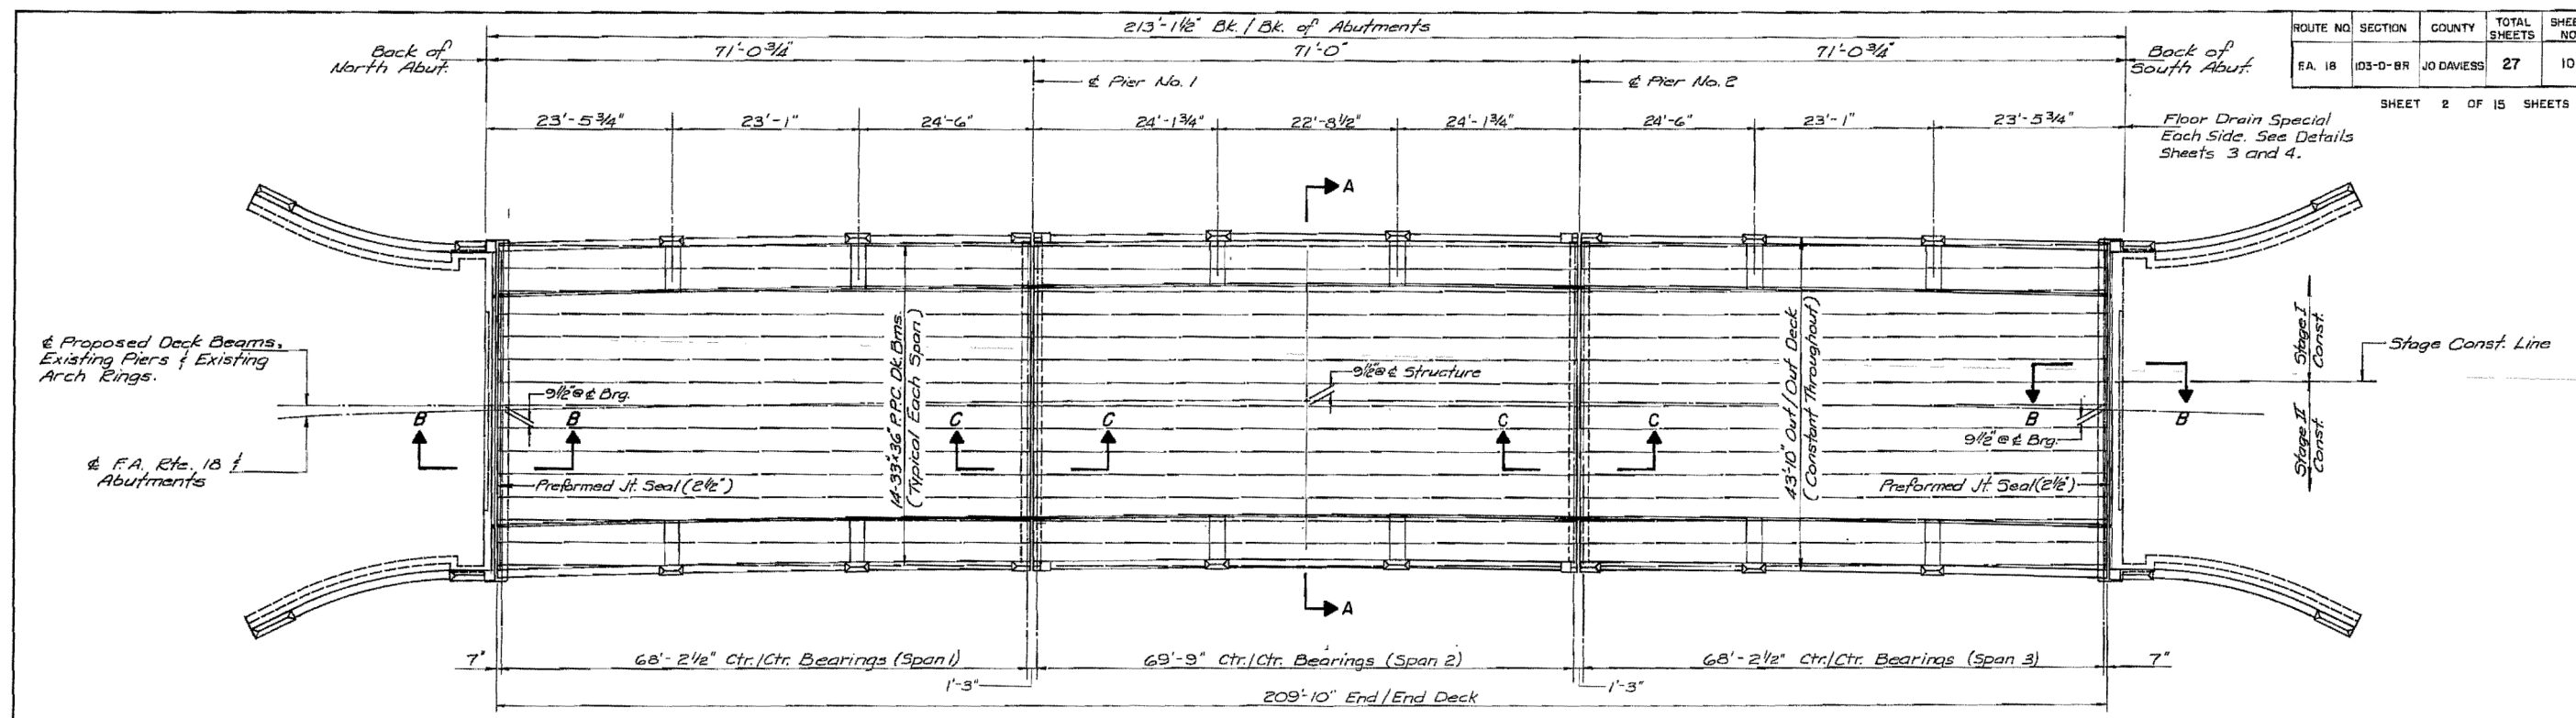 213'-1½" Bk. / Bk. of Abutments
Back of
North Abut.
71'-0¾"
71'-0"
71'-0¾"
Back of
South Abut.
ROUTE NO. SECTION COUNTY TOTAL SHEETS SHEE NO
F.A. 18 103-D-BR JO DAVIESS 27 10
SHEET 2 OF 15 SHEETS
℄ Pier No. 1
℄ Pier No. 2
23'-5¾"
23'-1"
24'-6"
24'-1¾"
22'-8½"
24'-1¾"
24'-6"
23'-1"
23'-5¾"
Floor Drain Special
Each Side. See Details
Sheets 3 and 4.
A
℄ Proposed Deck Beams,
Existing Piers & Existing
Arch Rings.
℄ F.A. Rte. 18 &
Abutments
B
9½" @ ℄ Brg.
B
Preformed Jt. Seal (2½")
14-33"x36" P.P.C. Dk. Bms.
(Typical Each Span)
C
C
9½" @ ℄ Structure
C
C
43'-10" Out / Out Deck
(Constant Throughout)
B
9½" @ ℄ Brg.
Preformed Jt. Seal (2½")
B
Stage I
Const.
Stage II
Const.
Stage Const. Line
A
7"
68'-2½" Ctr./Ctr. Bearings (Span 1)
69'-9" Ctr./Ctr. Bearings (Span 2)
68'-2½" Ctr./Ctr. Bearings (Span 3)
7"
1'-3"
1'-3"
209'-10" End / End Deck